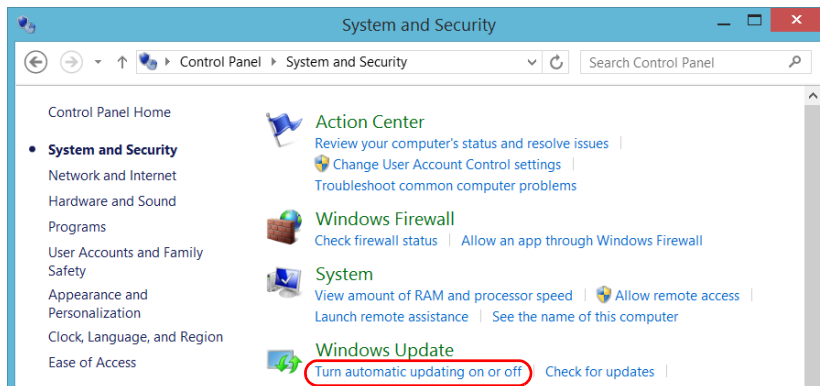 System and Security
Control Panel System and Security
Search Control Panel
Control Panel Home
System and Security
Network and Internet
Hardware and Sound
Programs
User Accounts and Family
Safety
Appearance and
Personalization
Clock, Language, and Region
Ease of Access
Action Center
Review your computer's status and resolve issues
Change User Account Control settings
Troubleshoot common computer problems
Windows Firewall
Check firewall status Allow an app through Windows Firewall
System
View amount of RAM and processor speed Allow remote access
Launch remote assistance See the name of this computer
Windows Update
Turn automatic updating on or off Check for updates